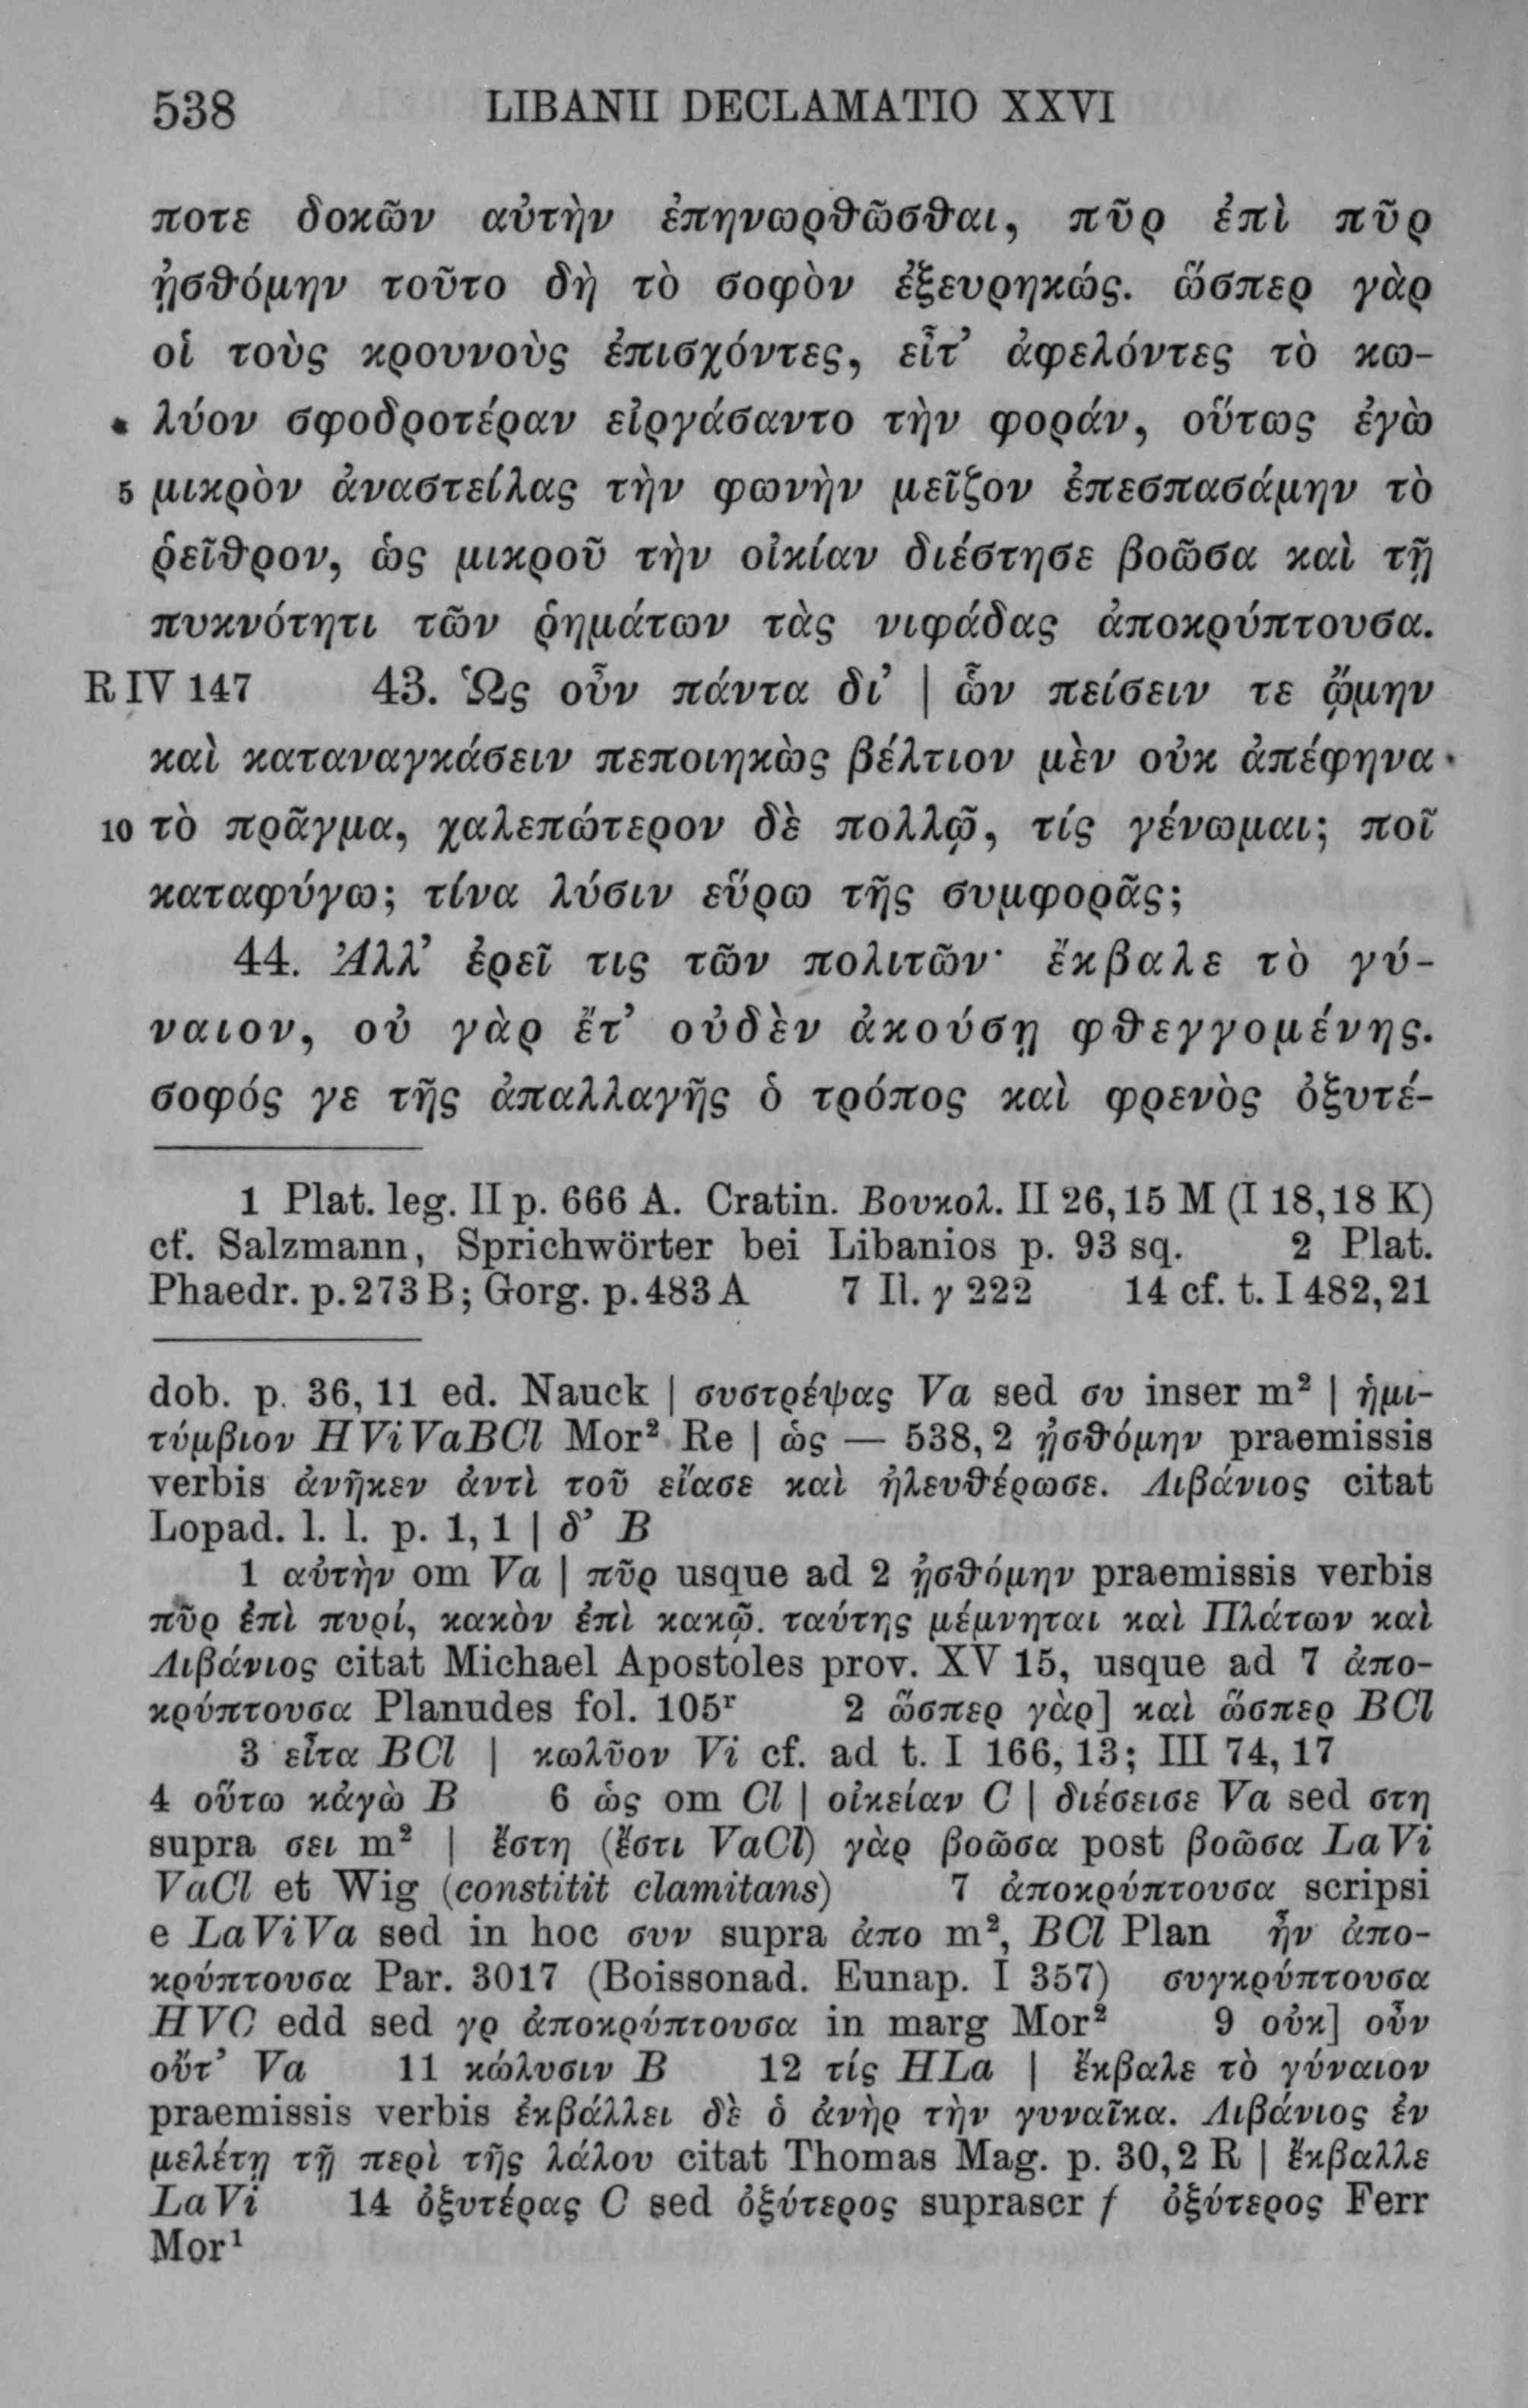 538 LIBANII DECLAMATIO XXVI
ποτε δοκῶν αὐτὴν ἐπηνωρθῶσθαι, πῦρ ἐπὶ πῦρ
ᾐσθόμην τοῦτο δὴ τὸ σοφὸν ἐξευρηκώς. ὥσπερ γὰρ
οἱ τοὺς κρουνοὺς ἐπισχόντες, εἶτ’ ἀφελόντες τὸ κω-
λύον σφοδροτέραν εἰργάσαντο τὴν φοράν, οὕτως ἐγὼ
5 μικρὸν ἀναστείλας τὴν φωνὴν μεῖζον ἐπεσπασάμην τὸ
ῥεῖθρον, ὡς μικροῦ τὴν οἰκίαν διέστησε βοῶσα καὶ τῇ
πυκνότητι τῶν ῥημάτων τὰς νιφάδας ἀποκρύπτουσα.
R IV 147 43. Ὡς οὖν πάντα δι’ | ὧν πείσειν τε ᾤμην
καὶ καταναγκάσειν πεποιηκὼς βέλτιον μὲν οὐκ ἀπέφηνα
10 τὸ πρᾶγμα, χαλεπώτερον δὲ πολλῷ, τίς γένωμαι; ποῖ
καταφύγω; τίνα λύσιν εὕρω τῆς συμφορᾶς;
44. Ἀλλ’ ἐρεῖ τις τῶν πολιτῶν· ἔκβαλε τὸ γύ-
ναιον, οὐ γὰρ ἔτ’ οὐδὲν ἀκούσῃ φθεγγομένης.
σοφός γε τῆς ἀπαλλαγῆς ὁ τρόπος καὶ φρενὸς ὀξυτέ-
1 Plat. leg. II p. 666 A. Cratin. Βουκολ. II 26,15 M (I 18,18 K)
cf. Salzmann, Sprichwörter bei Libanios p. 93 sq. 2 Plat.
Phaedr. p. 273 B; Gorg. p. 483 A 7 Il. γ 222 14 cf. t. I 482,21
dob. p. 36,11 ed. Nauck | συστρέψας Va sed συ inser m² | ἡμι-
τύμβιον HViVaBCl Mor² Re | ὡς — 538,2 ᾐσθόμην praemissis
verbis ἀνῆκεν ἀντὶ τοῦ εἴασε καὶ ἠλευθέρωσε. Λιβάνιος citat
Lopad. l. l. p. 1,1 | δ’ B
1 αὐτὴν om Va | πῦρ usque ad 2 ᾐσθόμην praemissis verbis
πῦρ ἐπὶ πυρί, κακὸν ἐπὶ κακῷ. ταύτης μέμνηται καὶ Πλάτων καὶ
Λιβάνιος citat Michael Apostoles prov. XV 15, usque ad 7 ἀπο-
κρύπτουσα Planudes fol. 105ʳ 2 ὥσπερ γὰρ] καὶ ὥσπερ BCl
3 εἶτα BCl | κωλῦον Vi cf. ad t. I 166,13; III 74,17
4 οὕτω κἀγὼ B 6 ὡς om Cl | οἰκείαν C | διέσεισε Va sed στη
supra σει m² | ἔστη (ἔστι VaCl) γὰρ βοῶσα post βοῶσα LaVi
VaCl et Wig (constitit clamitans) 7 ἀποκρύπτουσα scripsi
e LaViVa sed in hoc συν supra ἀπο m², BCl Plan ἦν ἀπο-
κρύπτουσα Par. 3017 (Boissonad. Eunap. I 357) συγκρύπτουσα
HVC edd sed γρ ἀποκρύπτουσα in marg Mor² 9 οὐκ] οὖν
οὔτ’ Va 11 κώλυσιν B 12 τίς HLa | ἔκβαλε τὸ γύναιον
praemissis verbis ἐκβάλλει δὲ ὁ ἀνὴρ τὴν γυναῖκα. Λιβάνιος ἐν
μελέτῃ τῇ περὶ τῆς λάλου citat Thomas Mag. p. 30,2 R | ἔκβαλλε
LaVi 14 ὀξυτέρας C sed ὀξύτερος suprascr f ὀξύτερος Ferr
Mor¹